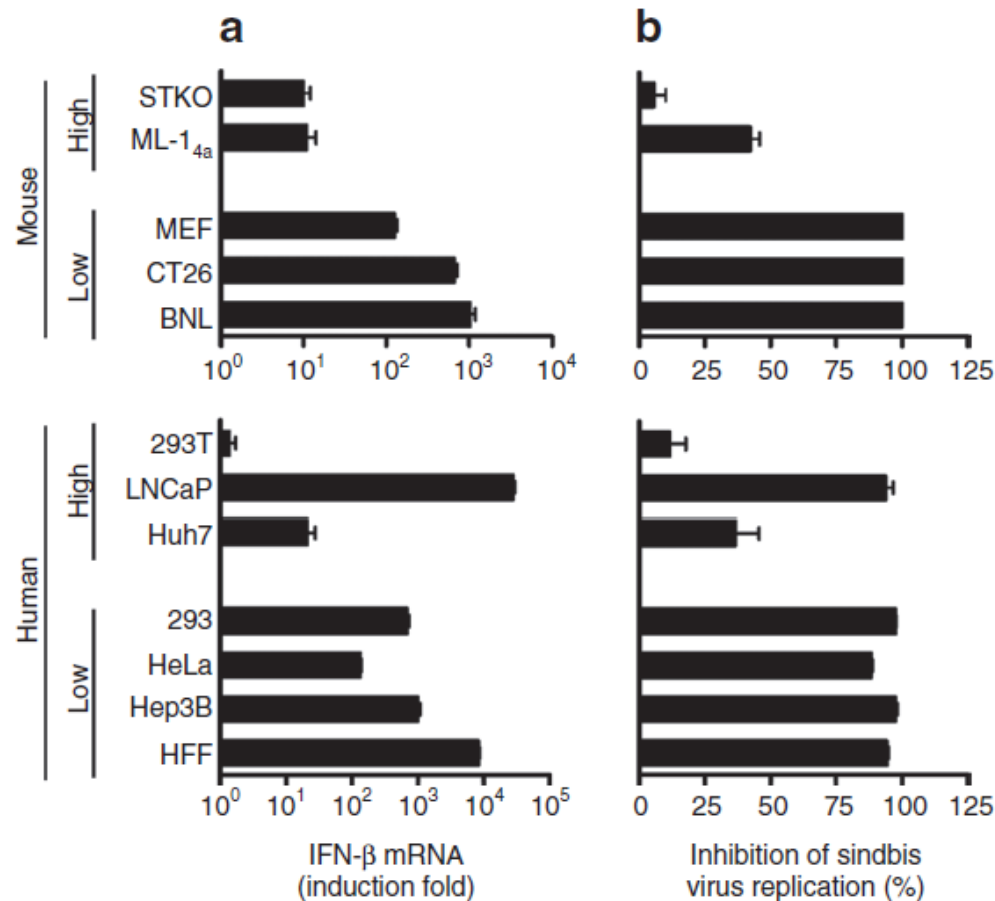 a
b
Mouse
High
STKO
ML-1₄ₐ
Low
MEF
CT26
BNL
10⁰ 10¹ 10² 10³ 10⁴
0 25 50 75 100 125
Human
High
293T
LNCaP
Huh7
Low
293
HeLa
Hep3B
HFF
10⁰ 10¹ 10² 10³ 10⁴ 10⁵
0 25 50 75 100 125
IFN-β mRNA
(induction fold)
Inhibition of sindbis
virus replication (%)